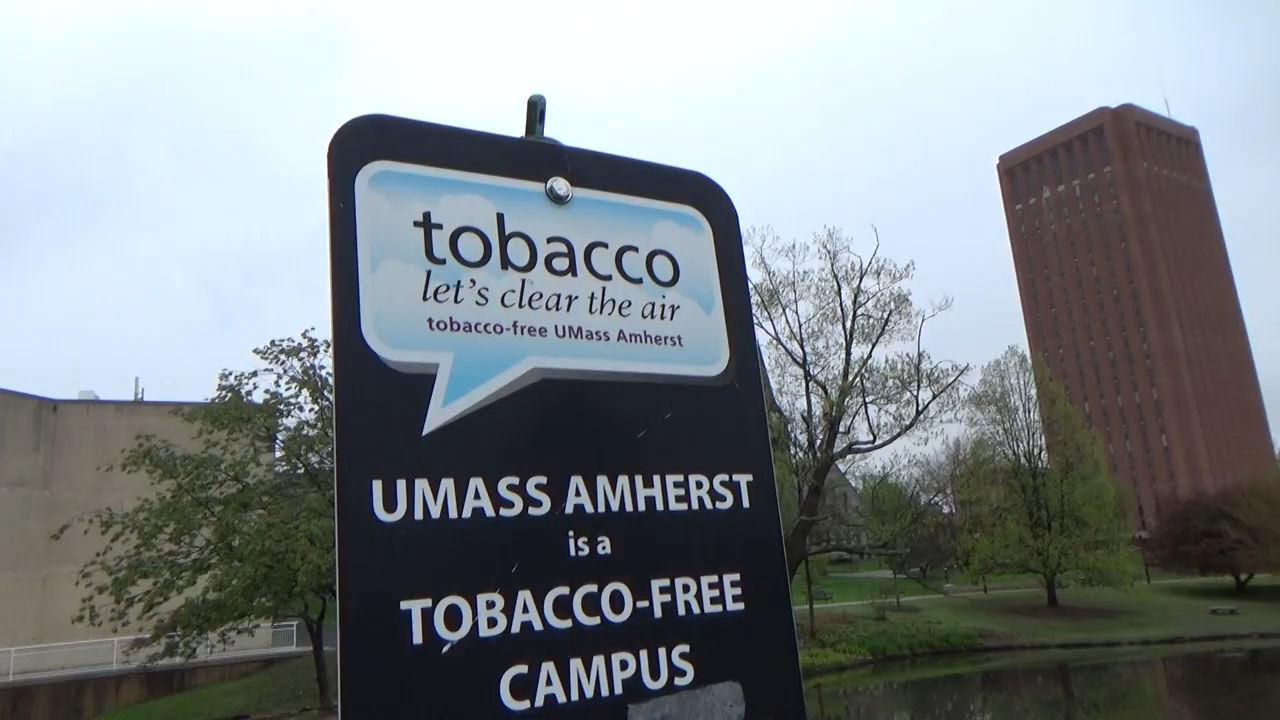 tobacco
let's clear the air
tobacco-free UMass Amherst
UMASS AMHERST
is a
TOBACCO-FREE
CAMPUS